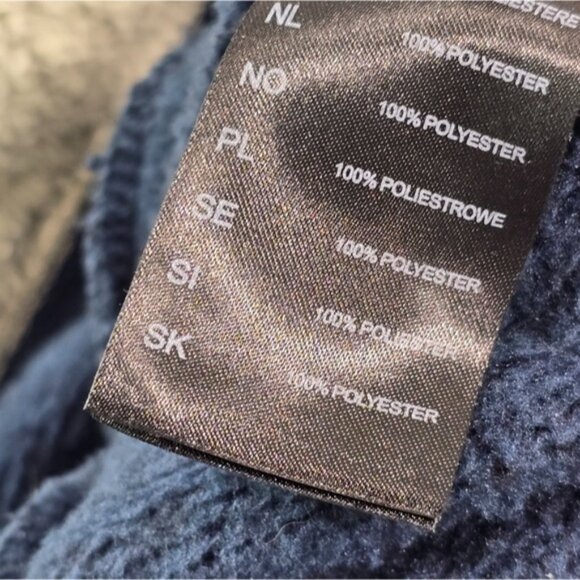 NL 100% POLYESTER
NO 100% POLYESTER
PL 100% POLIESTROWE
SE 100% POLYESTER
SI 100% POLYESTER
SK 100% POLYESTER